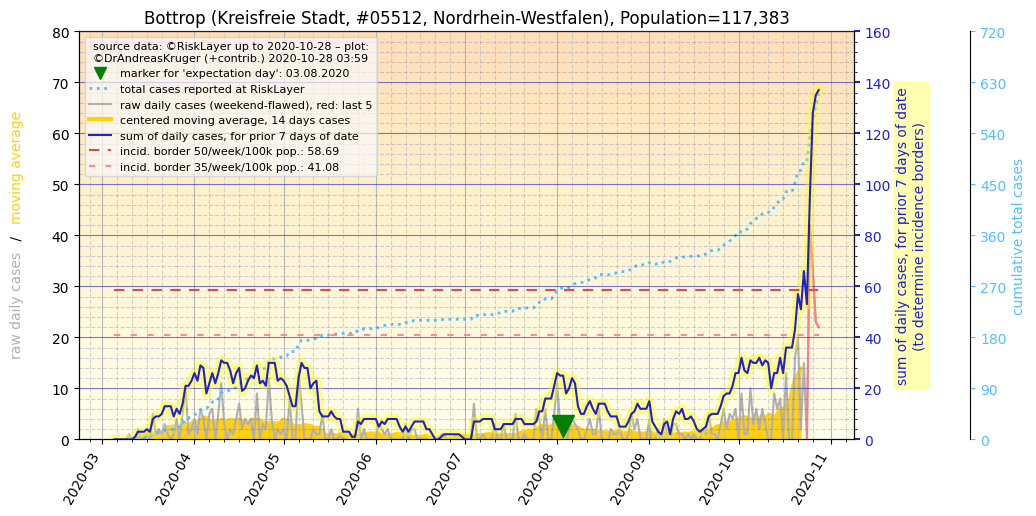 Bottrop (Kreisfreie Stadt, #05512, Nordrhein-Westfalen), Population=117,383
source data: ©RiskLayer up to 2020-10-28 – plot:
©DrAndreasKruger (+contrib.) 2020-10-28 03:59
marker for 'expectation day': 03.08.2020
total cases reported at RiskLayer
raw daily cases (weekend-flawed), red: last 5
centered moving average, 14 days cases
sum of daily cases, for prior 7 days of date
incid. border 50/week/100k pop.: 58.69
incid. border 35/week/100k pop.: 41.08
raw daily cases / moving average
80
70
60
50
40
30
20
10
0
2020-03
2020-04
2020-05
2020-06
2020-07
2020-08
2020-09
2020-10
2020-11
160
140
120
100
80
60
40
20
0
sum of daily cases, for prior 7 days of date
(to determine incidence borders)
720
630
540
450
360
270
180
90
0
cumulative total cases